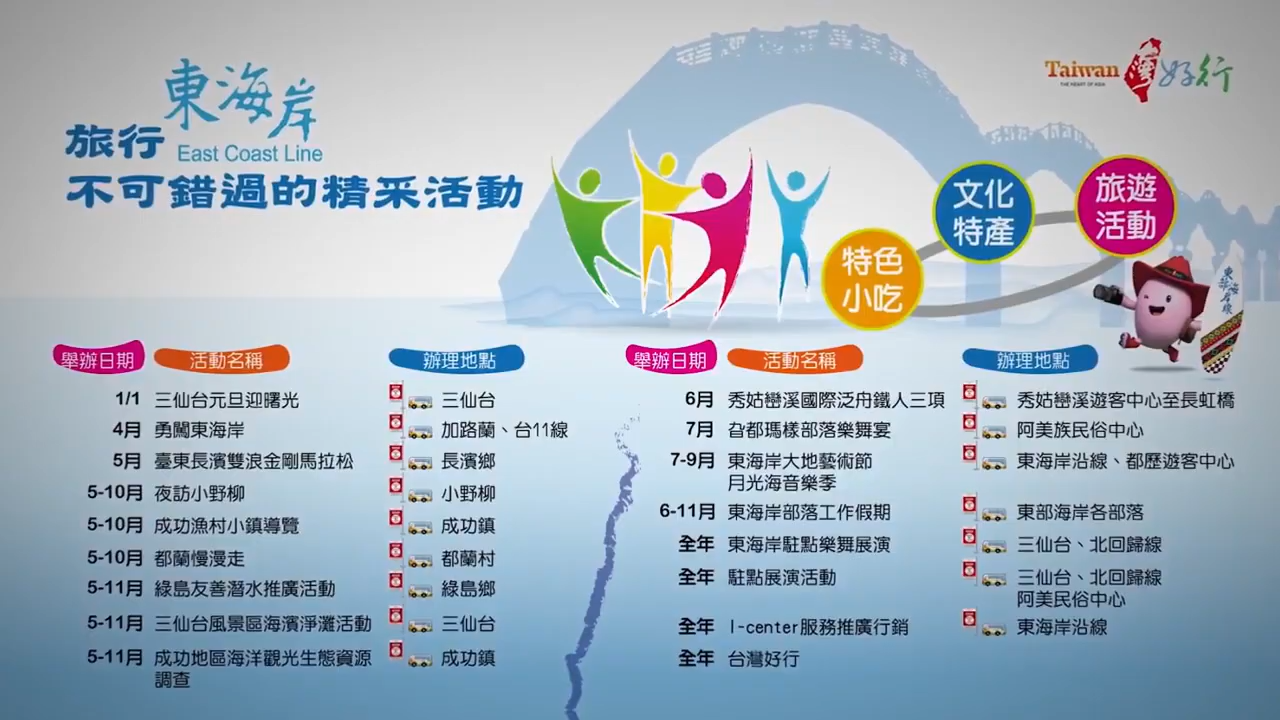 東海岸
旅行 East Coast Line
不可錯過的精采活動
Taiwan
THE HEART OF ASIA
灣好行
文化
特產
旅遊
活動
特色
小吃
舉辦日期 活動名稱 辦理地點
1/1 三仙台元旦迎曙光 三仙台
4月 勇闖東海岸 加路蘭、台11線
5月 臺東長濱雙浪金剛馬拉松 長濱鄉
5-10月 夜訪小野柳 小野柳
5-10月 成功漁村小鎮導覽 成功鎮
5-10月 都蘭慢漫走 都蘭村
5-11月 綠島友善潛水推廣活動 綠島鄉
5-11月 三仙台風景區海濱淨灘活動 三仙台
5-11月 成功地區海洋觀光生態資源 成功鎮
調查
舉辦日期 活動名稱 辦理地點
6月 秀姑巒溪國際泛舟鐵人三項 秀姑巒溪遊客中心至長虹橋
7月 旮都瑪樣部落樂舞宴 阿美族民俗中心
7-9月 東海岸大地藝術節 東海岸沿線、都歷遊客中心
月光海音樂季
6-11月 東海岸部落工作假期 東部海岸各部落
全年 東海岸駐點樂舞展演 三仙台、北回歸線
全年 駐點展演活動 三仙台、北回歸線
阿美民俗中心
全年 I-center服務推廣行銷 東海岸沿線
全年 台灣好行